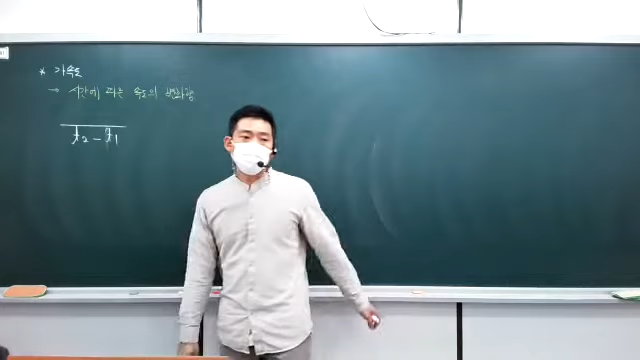 * 가속도
→ 시간에 따른 속도의 변화량
t₂ - t₁